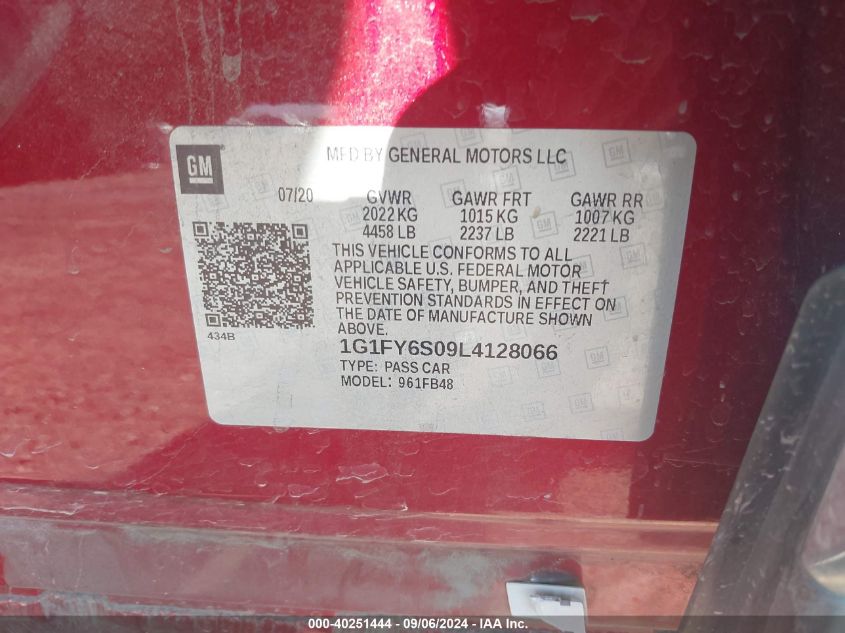 GM
MFD BY GENERAL MOTORS LLC
07/20 GVWR GAWR FRT GAWR RR
2022 KG 1015 KG 1007 KG
4458 LB 2237 LB 2221 LB
THIS VEHICLE CONFORMS TO ALL
APPLICABLE U.S. FEDERAL MOTOR
VEHICLE SAFETY, BUMPER, AND THEFT
PREVENTION STANDARDS IN EFFECT ON
THE DATE OF MANUFACTURE SHOWN
ABOVE.
434B
1G1FY6S09L4128066
TYPE: PASS CAR
MODEL: 961FB48
000-40251444 - 09/06/2024 - IAA Inc.